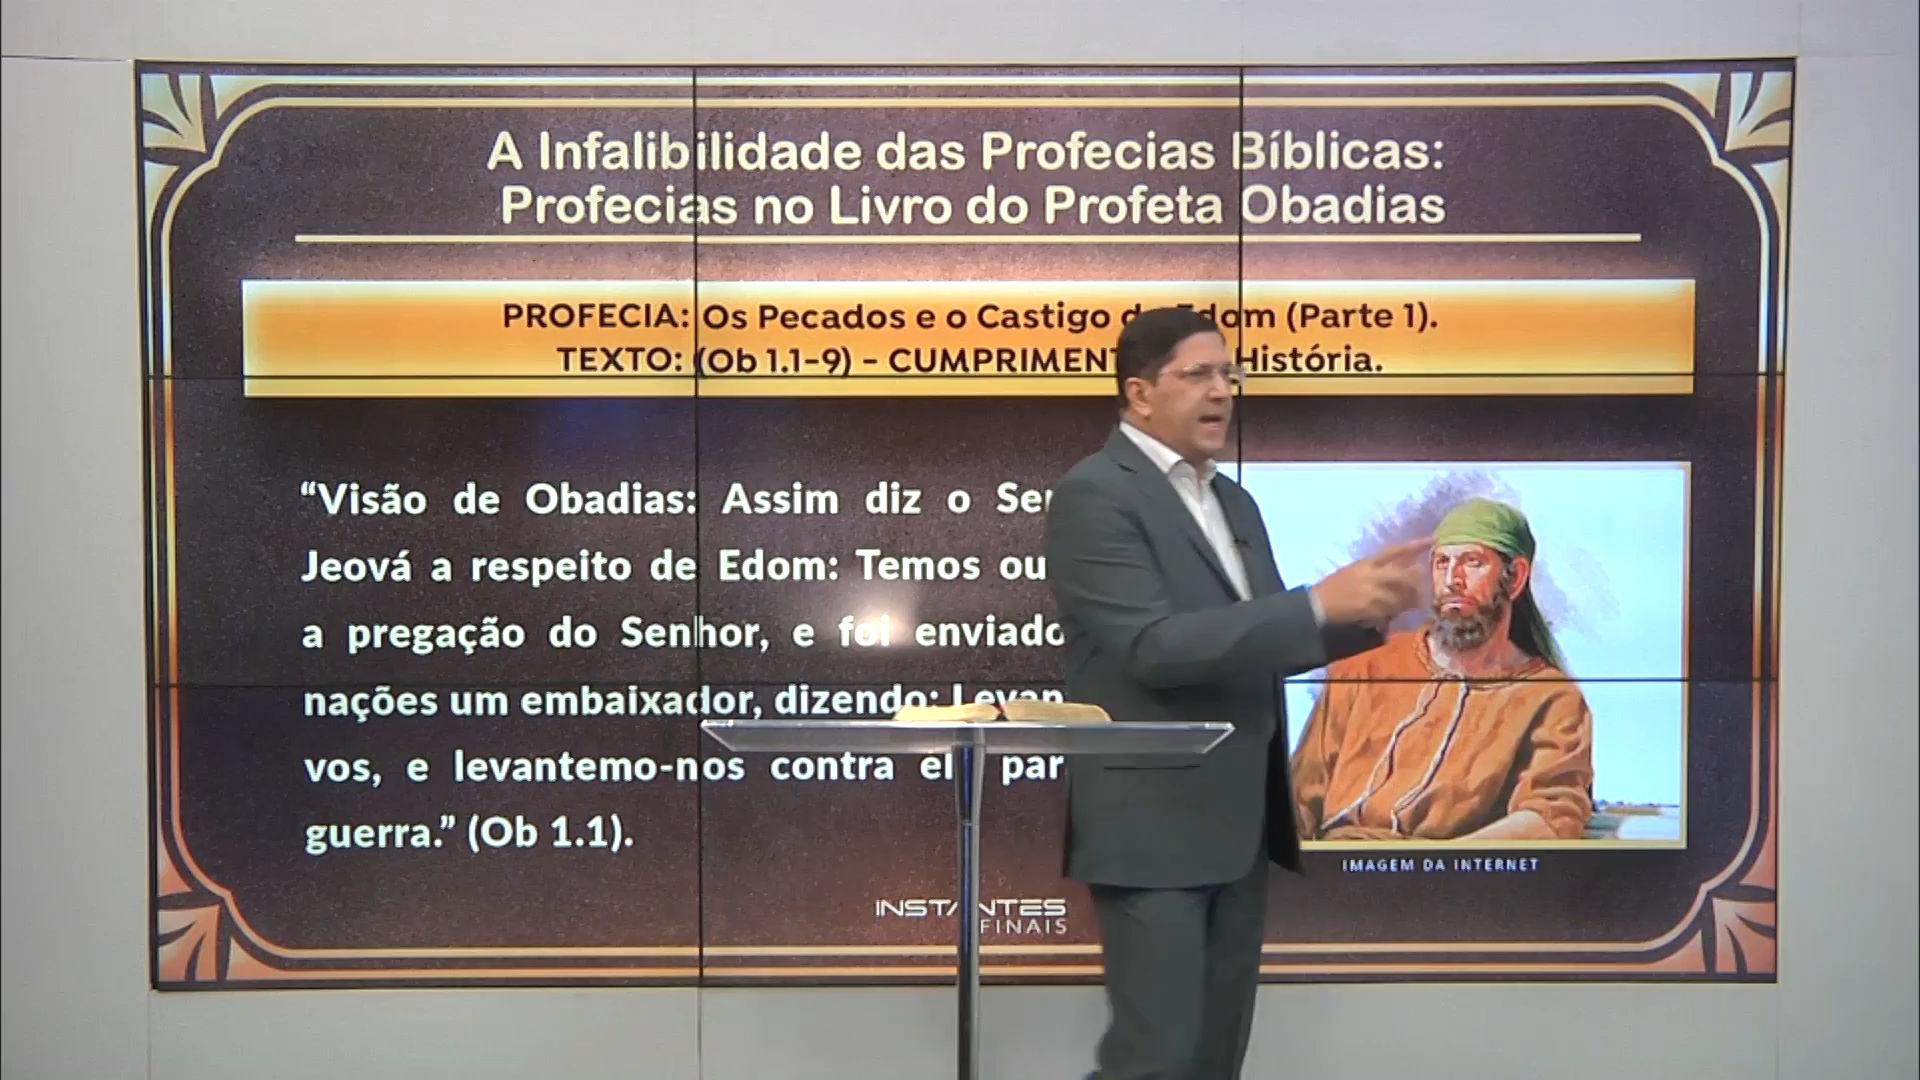 A Infalibilidade das Profecias Bíblicas:
Profecias no Livro do Profeta Obadias
PROFECIA: Os Pecados e o Castigo de Edom (Parte 1).
TEXTO: (Ob 1.1-9) - CUMPRIMENT História.
“Visão de Obadias: Assim diz o
Jeová a respeito de Edom: Temos
a pregação do Senhor, e foi enviado
nações um embaixador, dizendo:
vos, e levantemo-nos contra
guerra.” (Ob 1.1).
IMAGEM DA INTERNET
INSTANTES
FINAIS